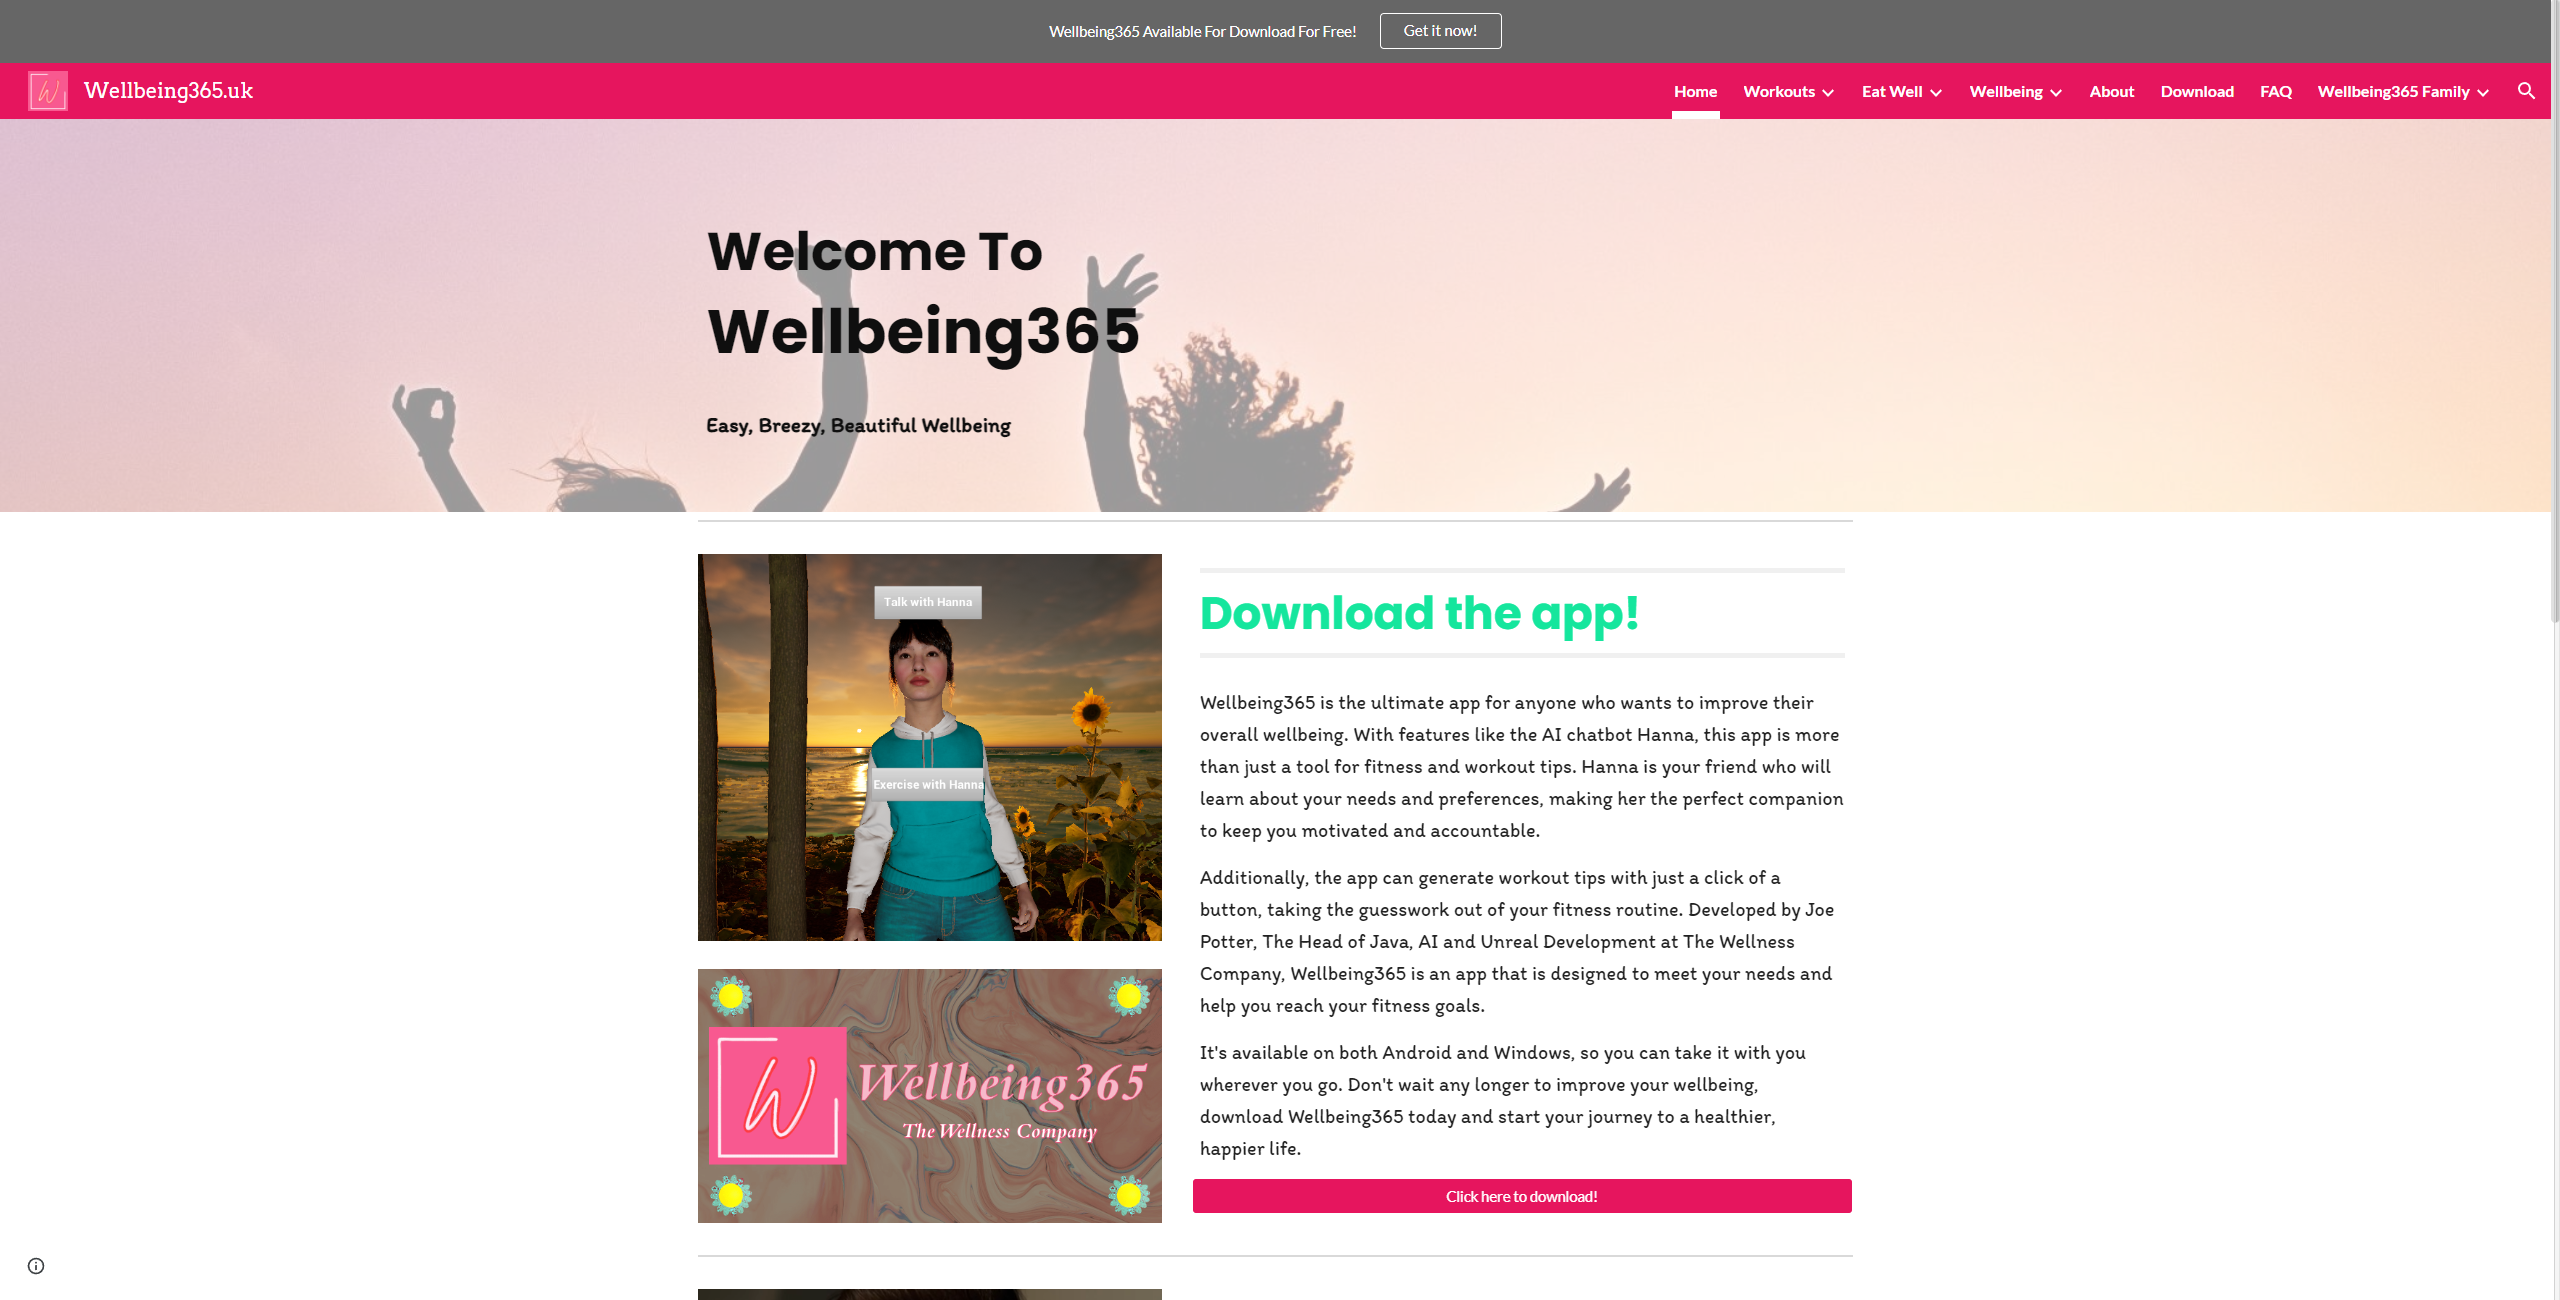 Wellbeing365 Available For Download For Free!
Get it now!
W
Wellbeing365.uk
Home
Workouts
Eat Well
Wellbeing
About
Download
FAQ
Wellbeing365 Family
Welcome To
Wellbeing365
Easy, Breezy, Beautiful Wellbeing
Talk with Hanna
Exercise with Hanna
W
Wellbeing365
The Wellness Company
Download the app!
Wellbeing365 is the ultimate app for anyone who wants to improve their
overall wellbeing. With features like the AI chatbot Hanna, this app is more
than just a tool for fitness and workout tips. Hanna is your friend who will
learn about your needs and preferences, making her the perfect companion
to keep you motivated and accountable.
Additionally, the app can generate workout tips with just a click of a
button, taking the guesswork out of your fitness routine. Developed by Joe
Potter, The Head of Java, AI and Unreal Development at The Wellness
Company, Wellbeing365 is an app that is designed to meet your needs and
help you reach your fitness goals.
It's available on both Android and Windows, so you can take it with you
wherever you go. Don't wait any longer to improve your wellbeing,
download Wellbeing365 today and start your journey to a healthier,
happier life.
Click here to download!